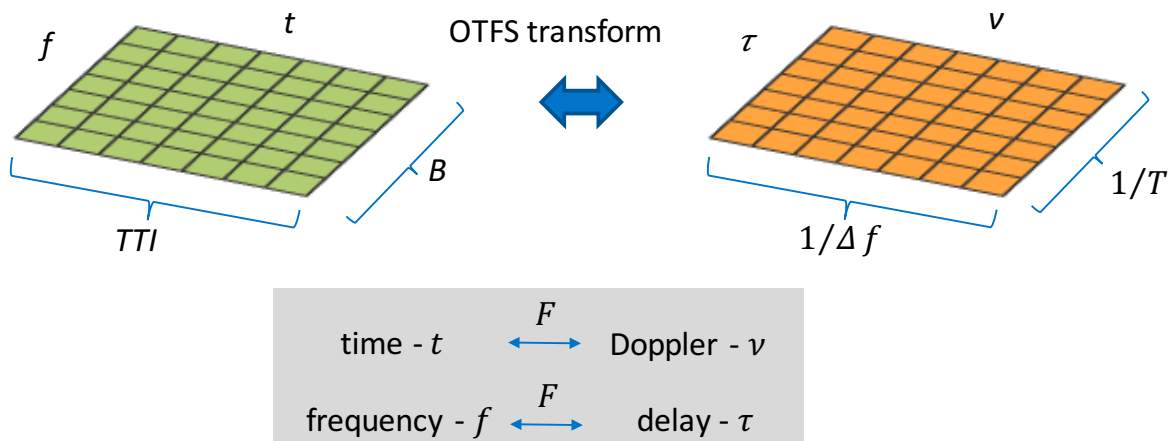 t
f
OTFS transform
ν
τ
B
TTI
1/T
1/Δ f
F
time - t
Doppler - ν
F
frequency - f
delay - τ